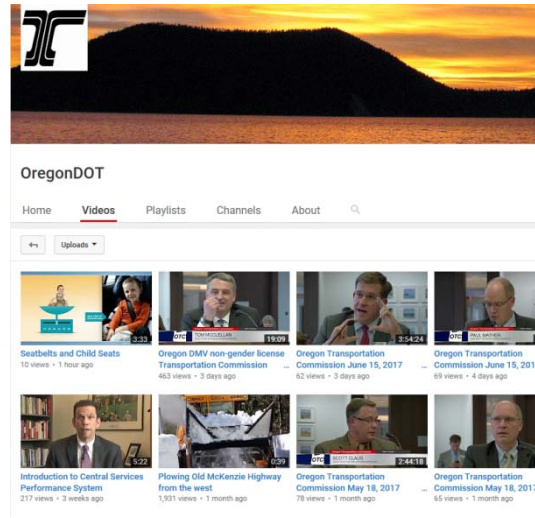 OregonDOT
Home Videos Playlists Channels About
Uploads
3:33
TOM MCCLELLAN
OTC
19:09
3:54:24
OTC
PAUL MATHER
Seatbelts and Child Seats
10 views • 1 hour ago
Oregon DMV non-gender license
Transportation Commission ...
463 views • 3 days ago
Oregon Transportation
Commission June 15, 2017 ...
62 views • 3 days ago
Oregon Transportation
Commission June 15, 201
69 views • 4 days ago
5:22
0:39
OTC
SCOTT CLAUS
2:44:18
Introduction to Central Services
Performance System
217 views • 3 weeks ago
Plowing Old McKenzie Highway
from the west
1,931 views • 1 month ago
Oregon Transportation
Commission May 18, 2017 ...
78 views • 1 month ago
Oregon Transportation
Commission May 18, 2017
65 views • 1 month ago